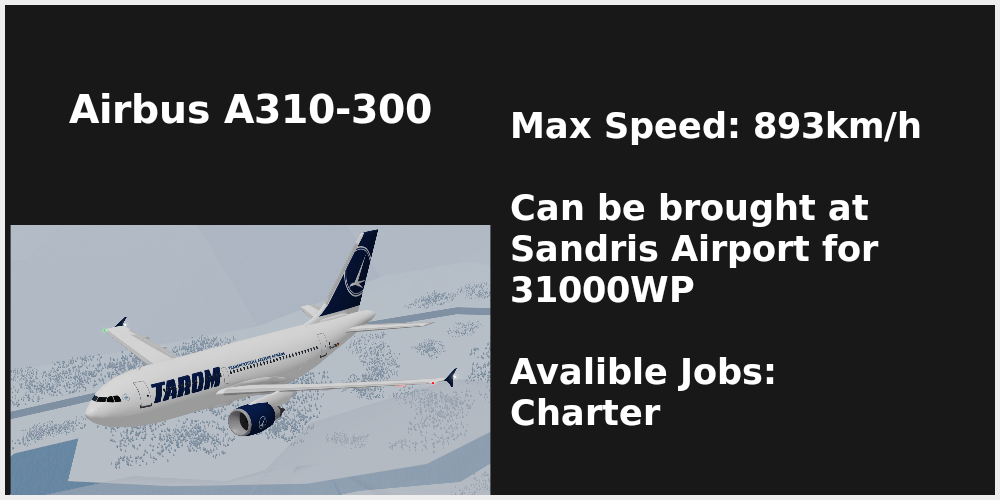 Airbus A310-300
Max Speed: 893km/h
Can be brought at
Sandris Airport for
31000WP
Avalible Jobs:
Charter
TAROM